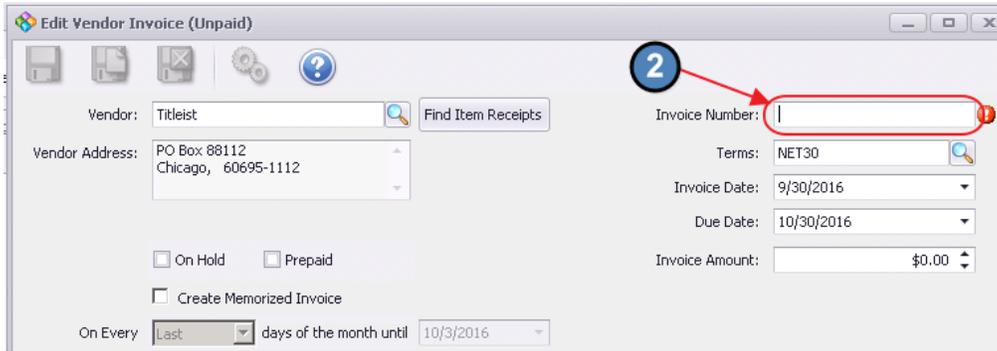 Edit Vendor Invoice (Unpaid)
2
Vendor: Titleist Find Item Receipts Invoice Number:
Vendor Address: PO Box 88112 Terms: NET30
Chicago, 60695-1112
Invoice Date: 9/30/2016
Due Date: 10/30/2016
On Hold Prepaid Invoice Amount: $0.00
Create Memorized Invoice
On Every Last days of the month until 10/3/2016